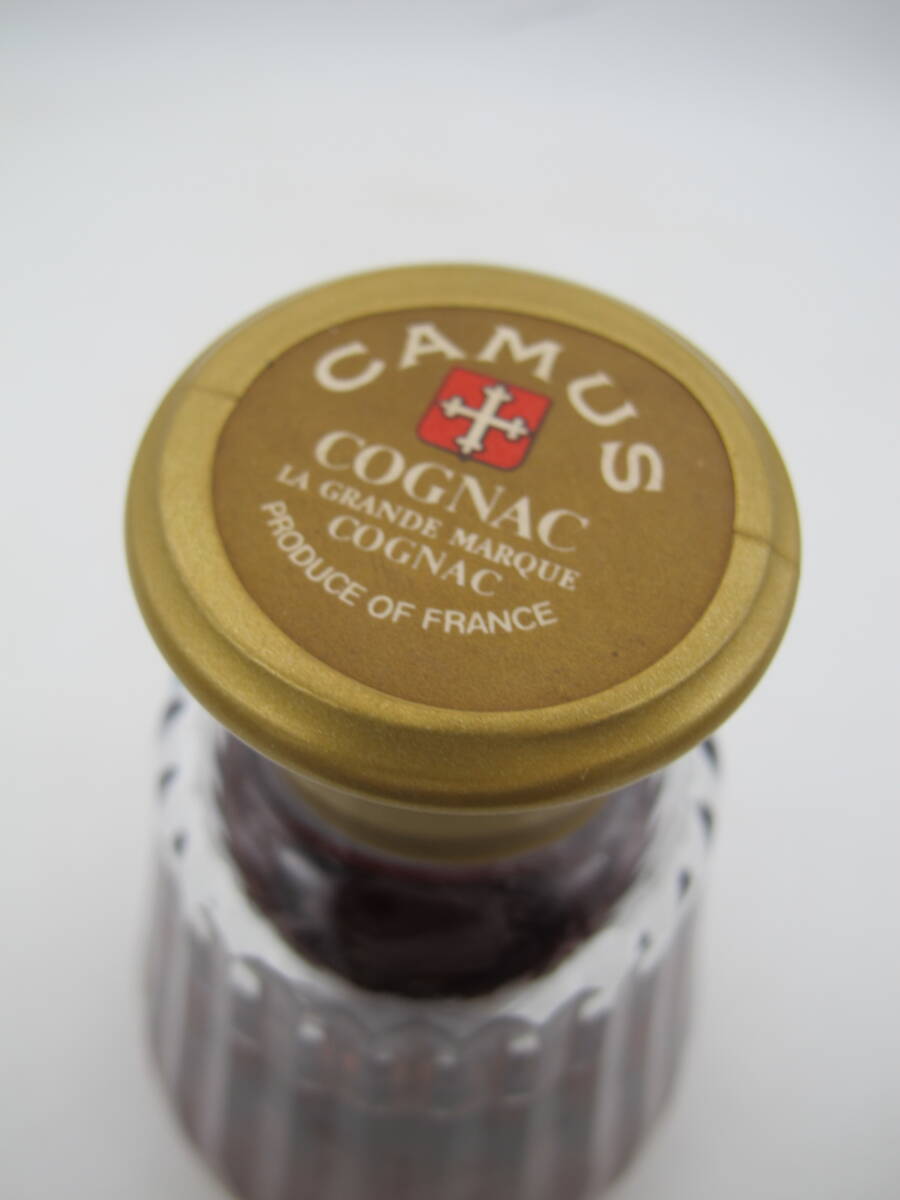 CAMUS
COGNAC
LA GRANDE MARQUE
COGNAC
PRODUCE OF FRANCE